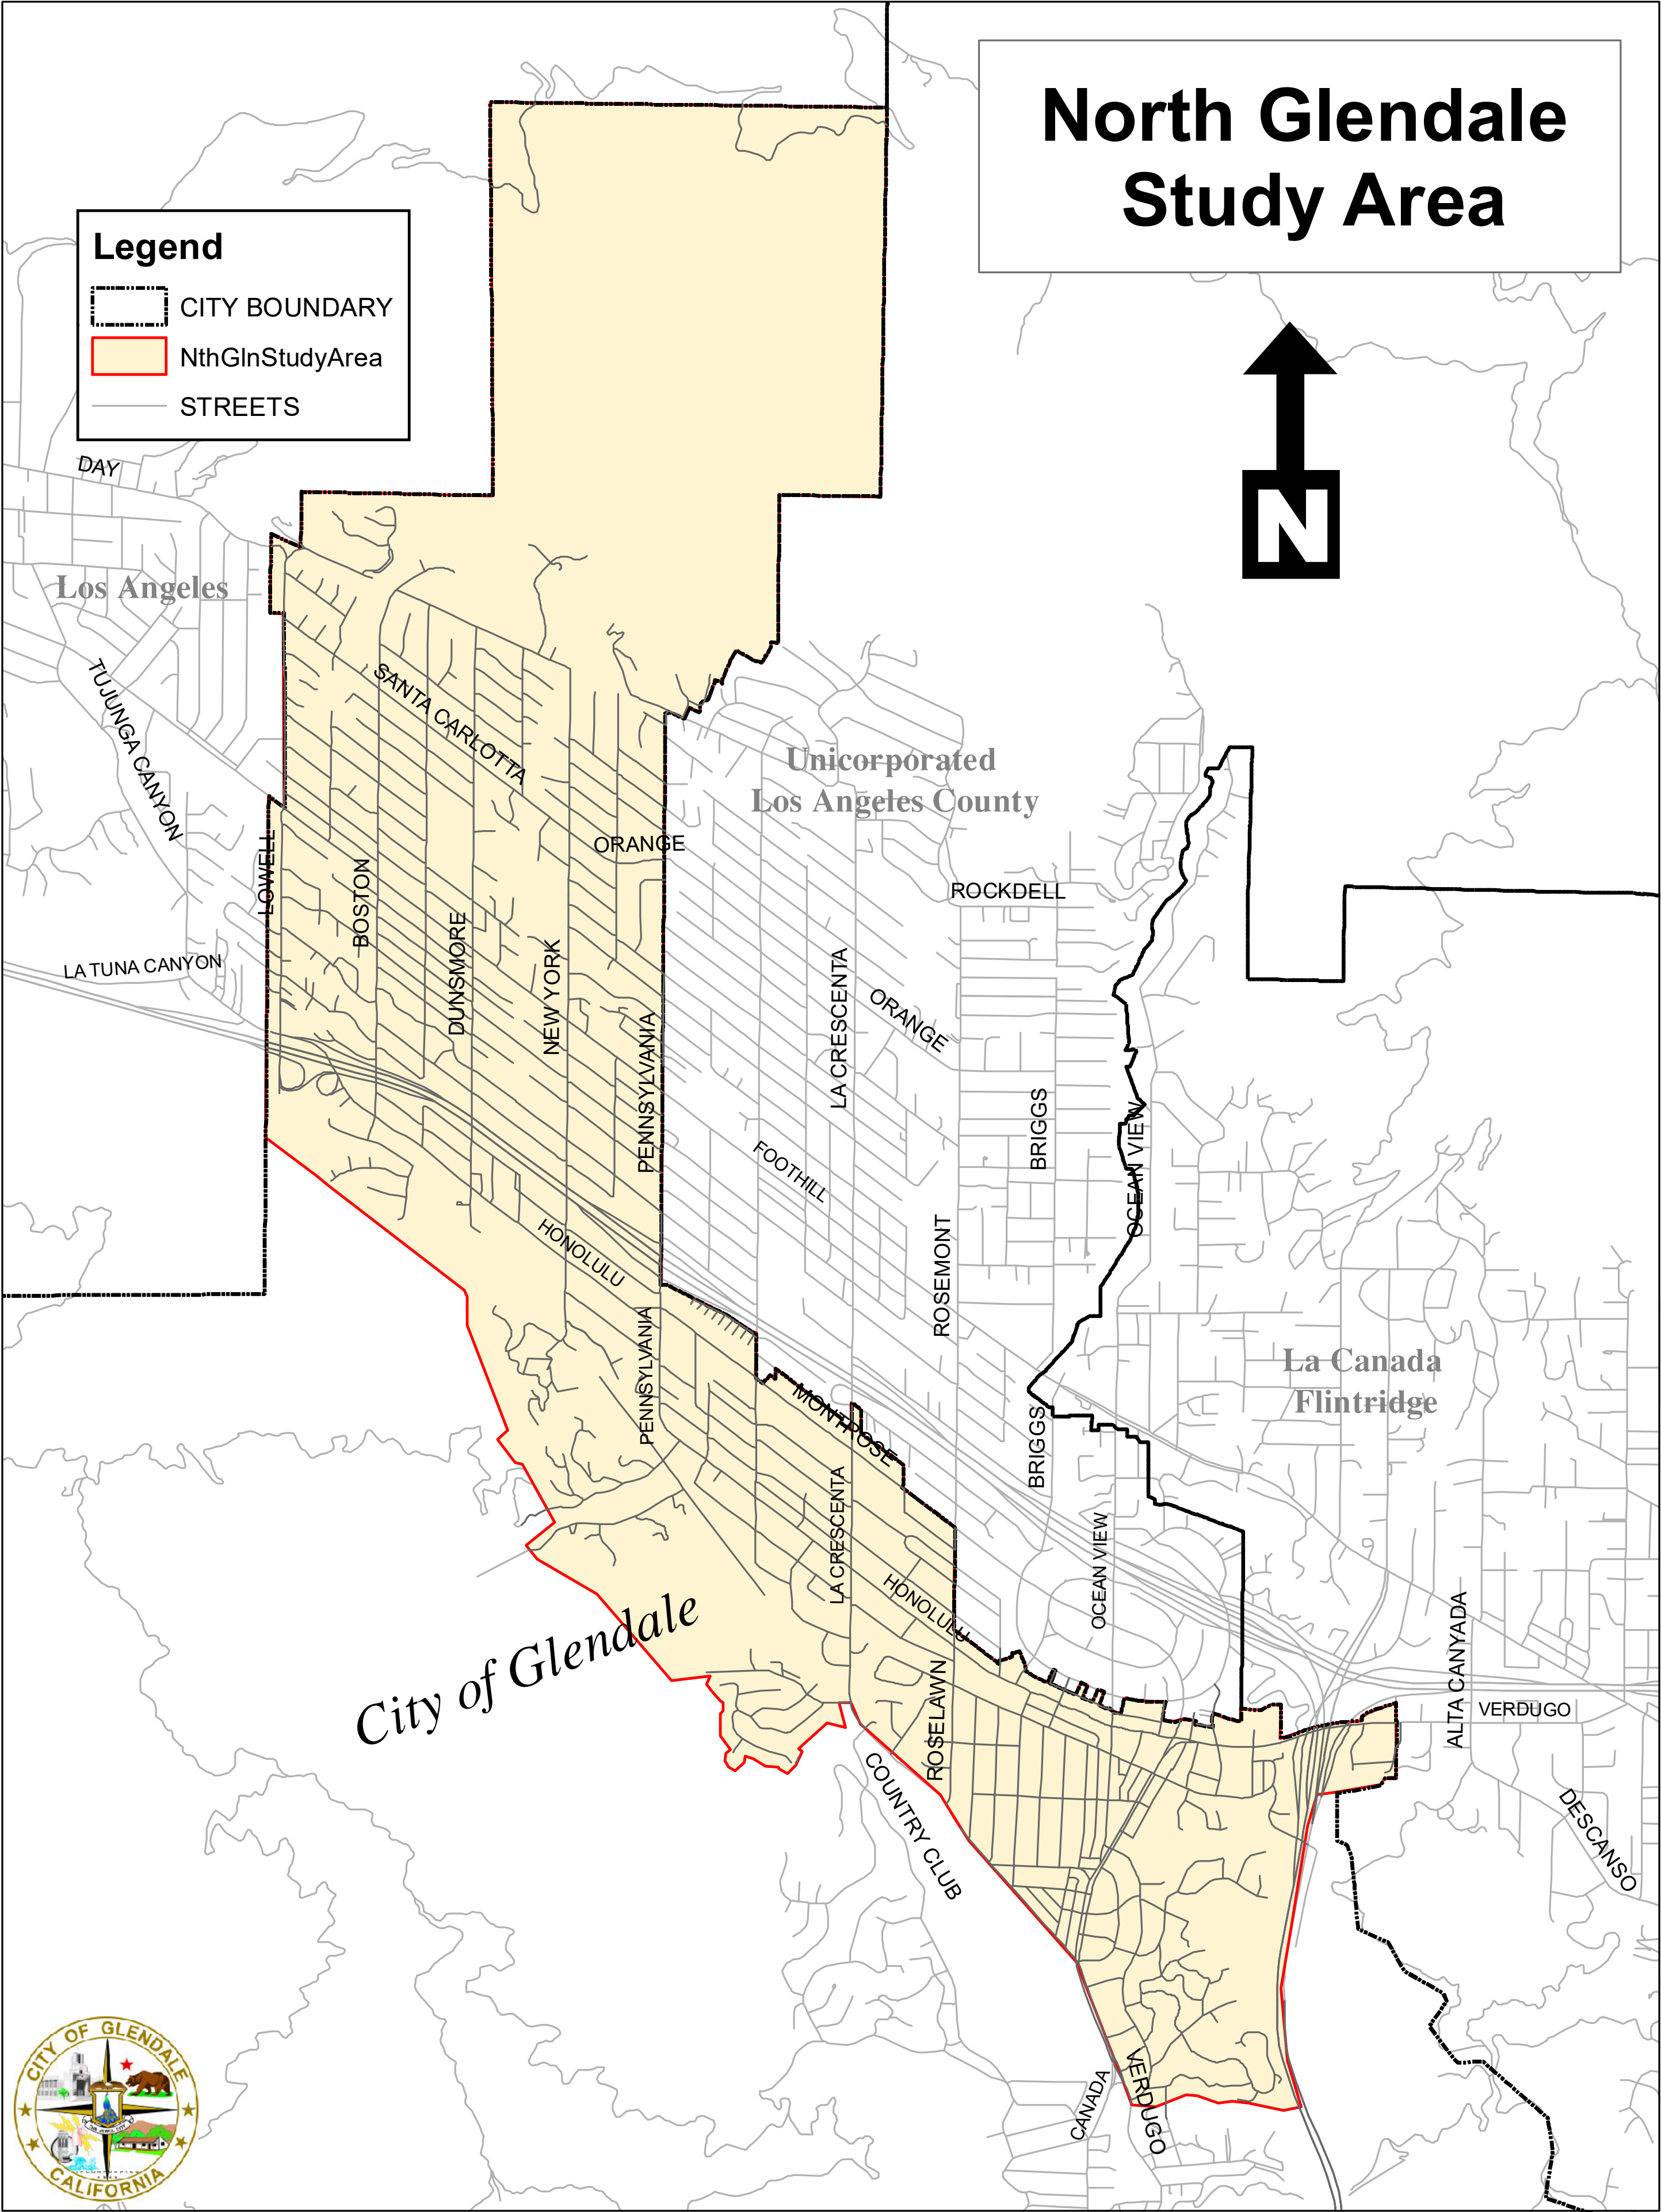 North Glendale
Study Area
Legend
CITY BOUNDARY
NthGlnStudyArea
STREETS
N
DAY
Los Angeles
TUJUNGA CANYON
SANTA CARLOTTA
Unicorporated
Los Angeles County
ORANGE
LOWELL
BOSTON
ROCKDELL
DUNSMORE
NEW YORK
LA TUNA CANYON
LA CRESCENTA
ORANGE
PENNSYLVANIA
BRIGGS
OCEAN VIEW
FOOTHILL
HONOLULU
ROSEMONT
PENNSYLVANIA
La Canada
Flintridge
MONTROSE
BRIGGS
LA CRESCENTA
OCEAN VIEW
HONOLULU
City of Glendale
ALTA CANYADA
VERDUGO
ROSELAWN
COUNTRY CLUB
DESCANSO
CANADA
VERDUGO
CITY OF GLENDALE
CALIFORNIA